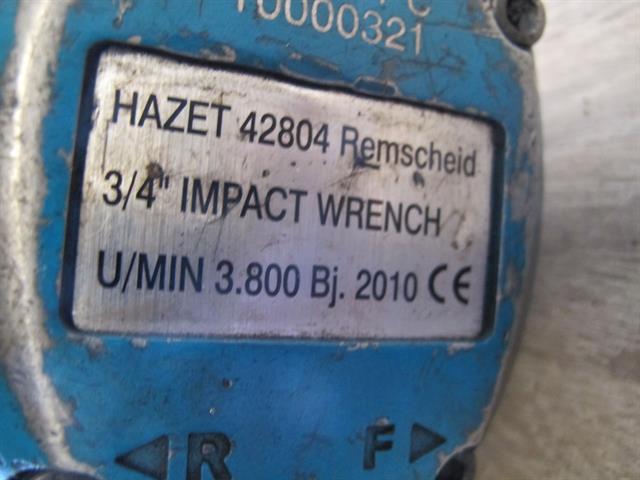 10000321
HAZET 42804 Remscheid
3/4" IMPACT WRENCH
U/MIN 3.800 Bj. 2010 CE
R F